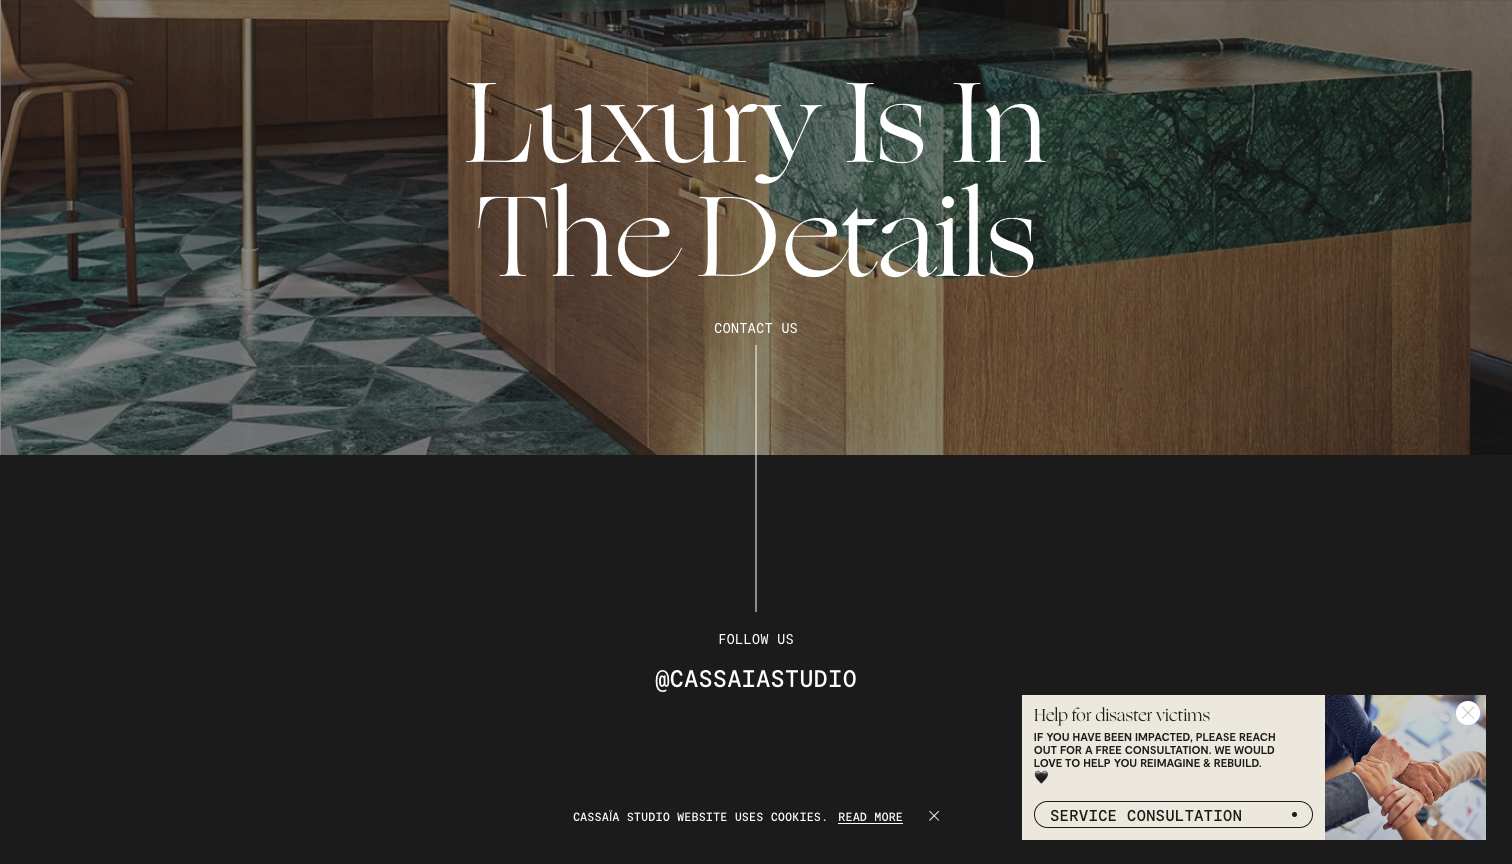 Luxury Is In
The Details
CONTACT US
FOLLOW US
@CASSAIASTUDIO
Help for disaster victims
IF YOU HAVE BEEN IMPACTED, PLEASE REACH
OUT FOR A FREE CONSULTATION. WE WOULD
LOVE TO HELP YOU REIMAGINE & REBUILD.
🖤
SERVICE CONSULTATION
CASSAÏA STUDIO WEBSITE USES COOKIES. READ MORE